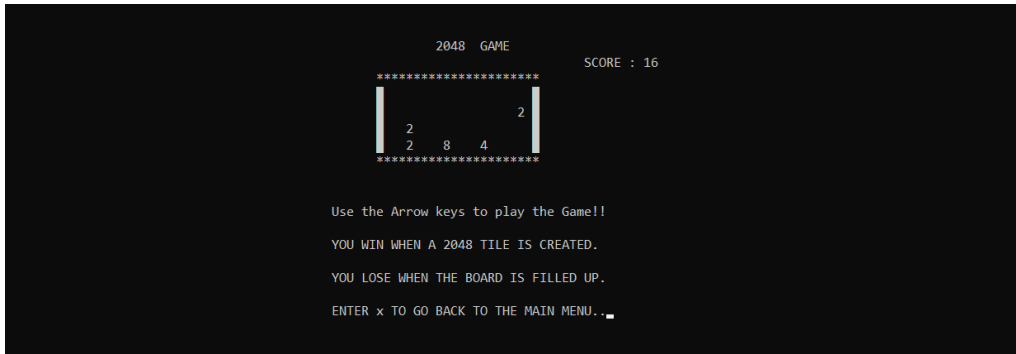 2048 GAME
SCORE : 16
**********************
2
2
2 8 4
**********************
Use the Arrow keys to play the Game!!
YOU WIN WHEN A 2048 TILE IS CREATED.
YOU LOSE WHEN THE BOARD IS FILLED UP.
ENTER x TO GO BACK TO THE MAIN MENU..